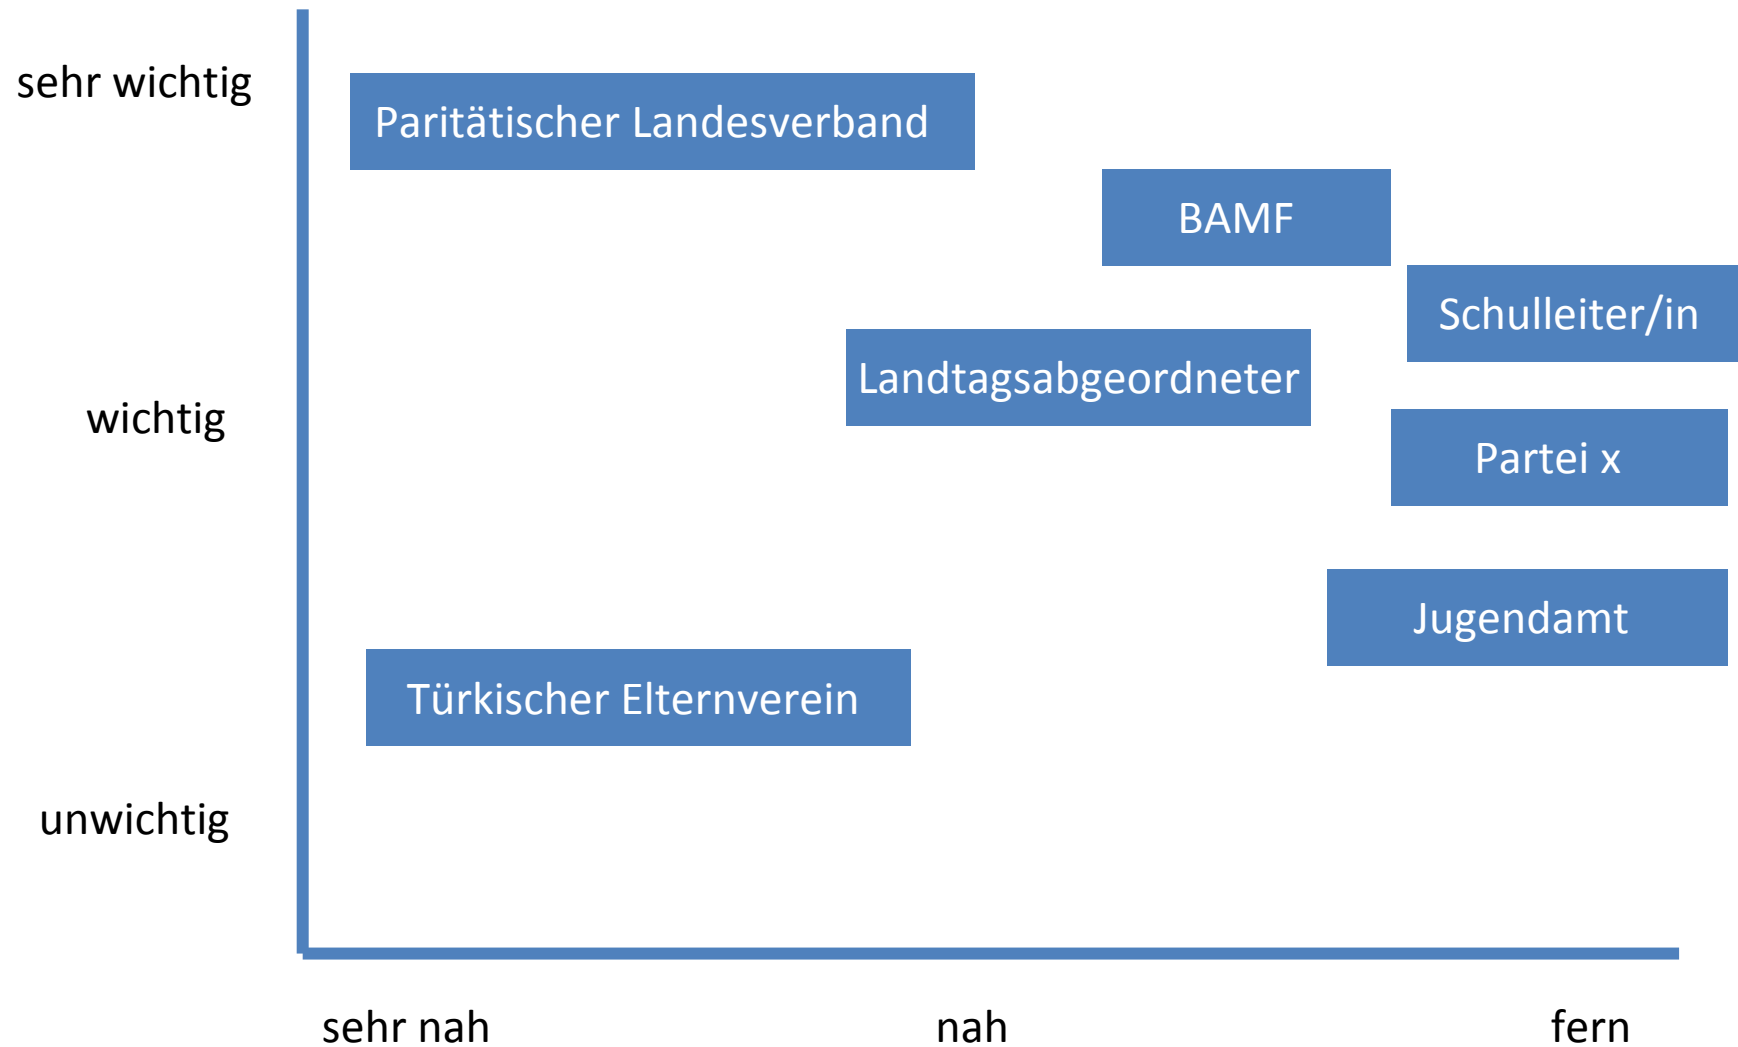 sehr wichtig
Paritätischer Landesverband
BAMF
Schulleiter/in
Landtagsabgeordneter
wichtig
Partei x
Jugendamt
Türkischer Elternverein
unwichtig
sehr nah
nah
fern